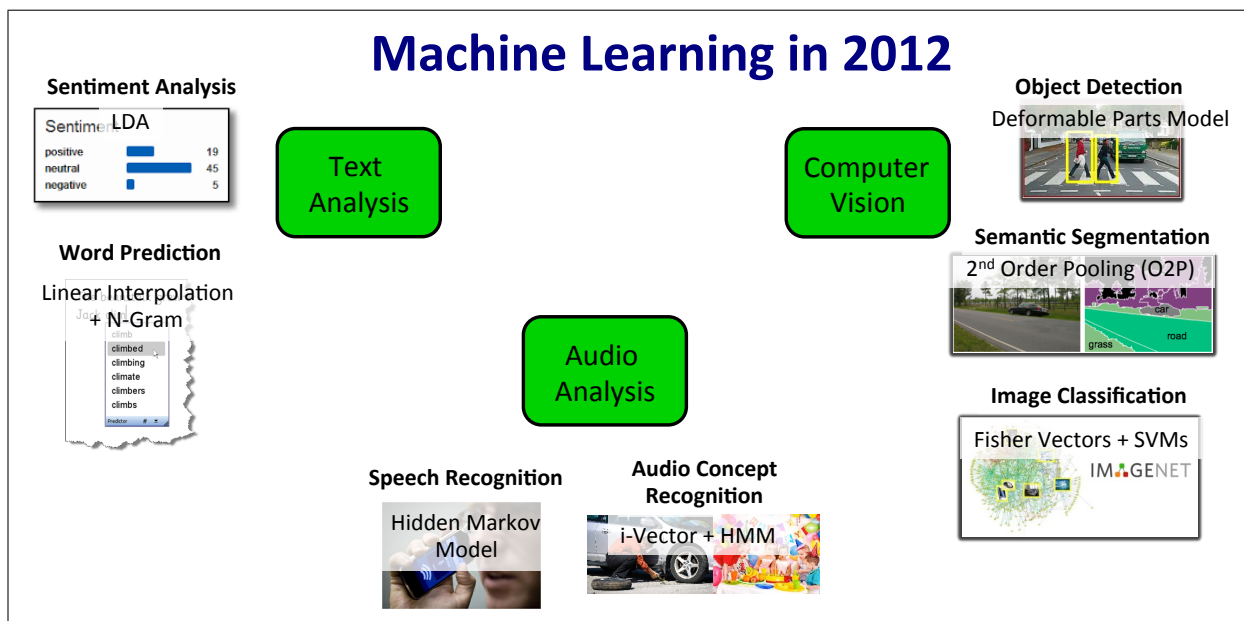 Machine Learning in 2012
Sentiment Analysis
Sentiment
LDA
positive 19
neutral 45
negative 5
Word Prediction
Linear Interpolation
+ N-Gram
climb
climbed
climbing
climate
climbers
climbs
Predictor #
Text
Analysis
Computer
Vision
Audio
Analysis
Object Detection
Deformable Parts Model
Semantic Segmentation
2nd Order Pooling (O2P)
car
road
grass
Image Classification
Fisher Vectors + SVMs
IMAGENET
Speech Recognition
Hidden Markov
Model
Audio Concept
Recognition
i-Vector + HMM